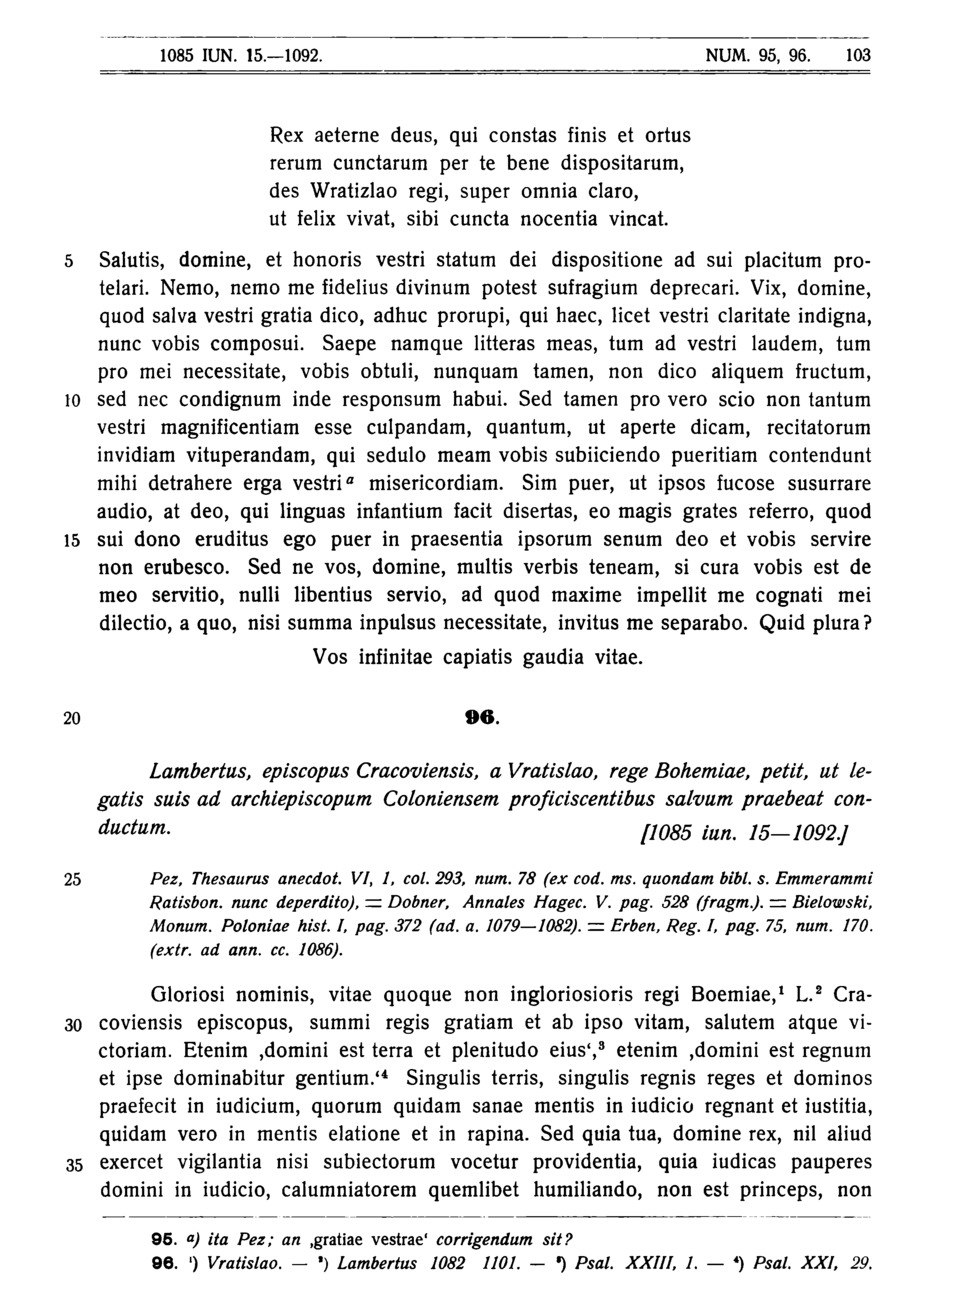 1085 IUN. 15.—1092. NUM. 95, 96. 103
Rex aeterne deus, qui constas finis et ortus
rerum cunctarum per te bene dispositarum,
des Wratizlao regi, super omnia claro,
ut felix vivat, sibi cuncta nocentia vincat.
5 Salutis, domine, et honoris vestri statum dei dispositione ad sui placitum pro-
telari. Nemo, nemo me fidelius divinum potest sufragium deprecari. Vix, domine,
quod salva vestri gratia dico, adhuc prorupi, qui haec, licet vestri claritate indigna,
nunc vobis composui. Saepe namque litteras meas, tum ad vestri laudem, tum
pro mei necessitate, vobis obtuli, nunquam tamen, non dico aliquem fructum,
10 sed nec condignum inde responsum habui. Sed tamen pro vero scio non tantum
vestri magnificentiam esse culpandam, quantum, ut aperte dicam, recitatorum
invidiam vituperandam, qui sedulo meam vobis subiiciendo pueritiam contendunt
mihi detrahere erga vestri a misericordiam. Sim puer, ut ipsos fucose susurrare
audio, at deo, qui linguas infantium facit disertas, eo magis grates referro, quod
15 sui dono eruditus ego puer in praesentia ipsorum senum deo et vobis servire
non erubesco. Sed ne vos, domine, multis verbis teneam, si cura vobis est de
meo servitio, nulli libentius servio, ad quod maxime impellit me cognati mei
dilectio, a quo, nisi summa inpulsus necessitate, invitus me separabo. Quid plura?
Vos infinitae capiatis gaudia vitae.
20 96.
Lambertus, episcopus Cracoviensis, a Vratislao, rege Bohemiae, petit, ut le-
gatis suis ad archiepiscopum Coloniensem proficiscentibus salvum praebeat con-
ductum. [1085 iun. 15—1092.]
25 Pez, Thesaurus anecdot. VI, 1, col. 293, num. 78 (ex cod. ms. quondam bibl. s. Emmerammi
Ratisbon. nunc deperdito), = Dobner, Annales Hagec. V. pag. 528 (fragm.). = Bielowski,
Monum. Poloniae hist. I, pag. 372 (ad. a. 1079—1082). = Erben, Reg. I, pag. 75, num. 170.
(extr. ad ann. cc. 1086).
Gloriosi nominis, vitae quoque non ingloriosioris regi Boemiae,¹ L.² Cra-
30 coviensis episcopus, summi regis gratiam et ab ipso vitam, salutem atque vi-
ctoriam. Etenim ‚domini est terra et plenitudo eius‘,³ etenim ‚domini est regnum
et ipse dominabitur gentium.‘⁴ Singulis terris, singulis regnis reges et dominos
praefecit in iudicium, quorum quidam sanae mentis in iudicio regnant et iustitia,
quidam vero in mentis elatione et in rapina. Sed quia tua, domine rex, nil aliud
35 exercet vigilantia nisi subiectorum vocetur providentia, quia iudicas pauperes
domini in iudicio, calumniatorem quemlibet humiliando, non est princeps, non
95. a) ita Pez; an ‚gratiae vestrae‘ corrigendum sit?
96. ¹) Vratislao. — ²) Lambertus 1082 1101. — ³) Psal. XXIII, 1. — ⁴) Psal. XXI, 29.